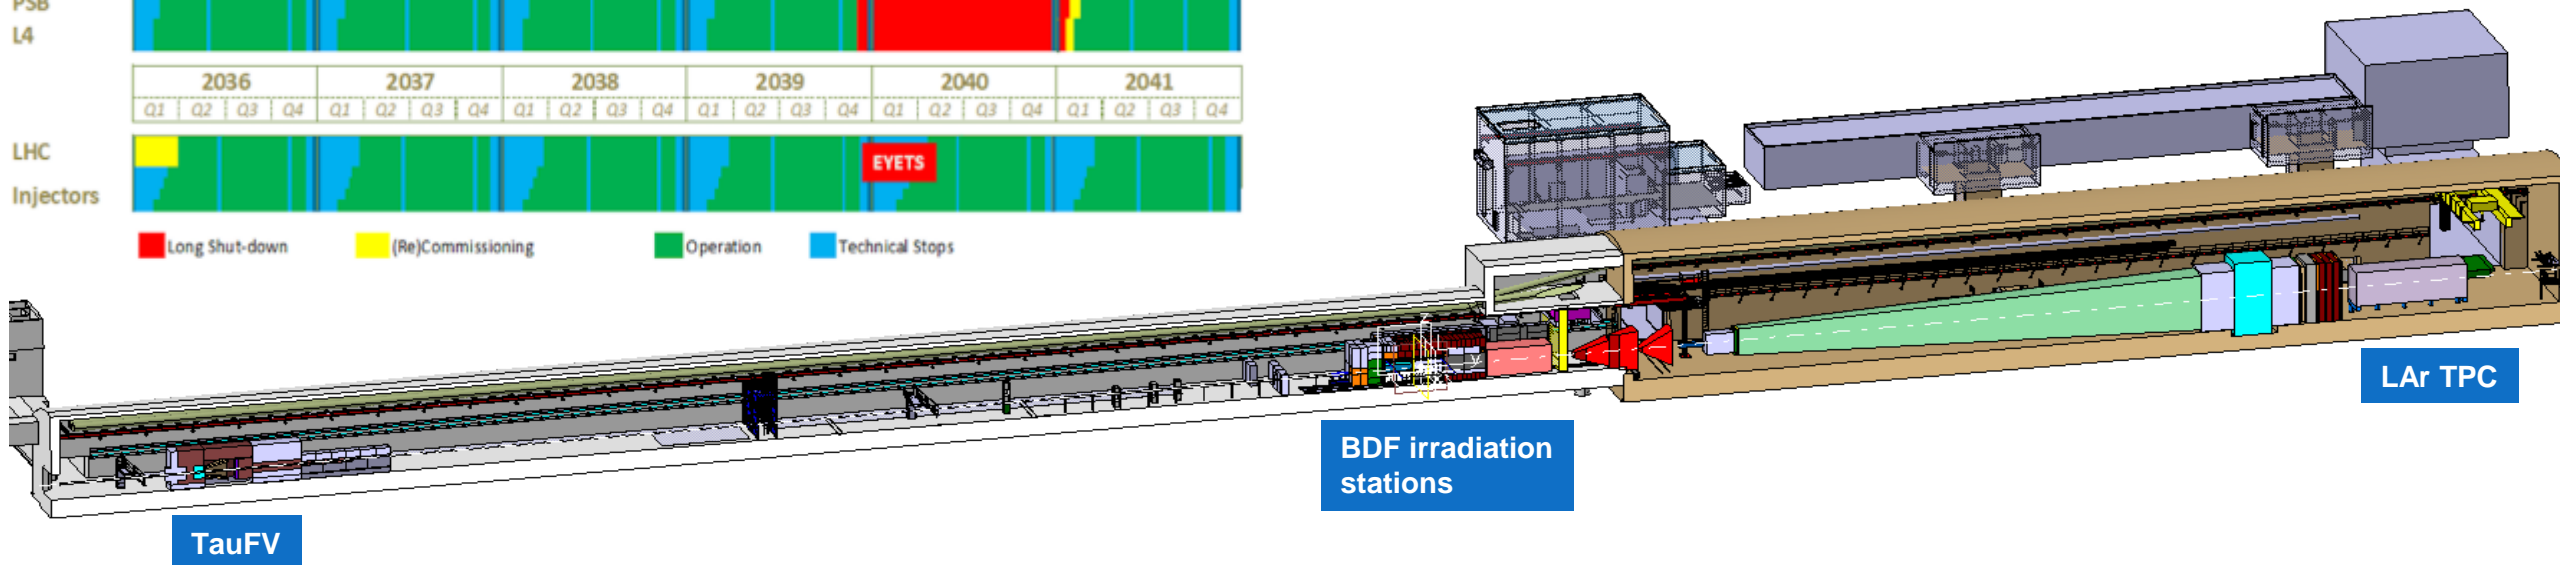 PSB
L4
2036 2037 2038 2039 2040 2041
Q1 Q2 Q3 Q4 Q1 Q2 Q3 Q4 Q1 Q2 Q3 Q4 Q1 Q2 Q3 Q4 Q1 Q2 Q3 Q4 Q1 Q2 Q3 Q4
LHC
EYETS
Injectors
Long Shut-down (Re)Commissioning Operation Technical Stops
LAr TPC
BDF irradiation
stations
TauFV